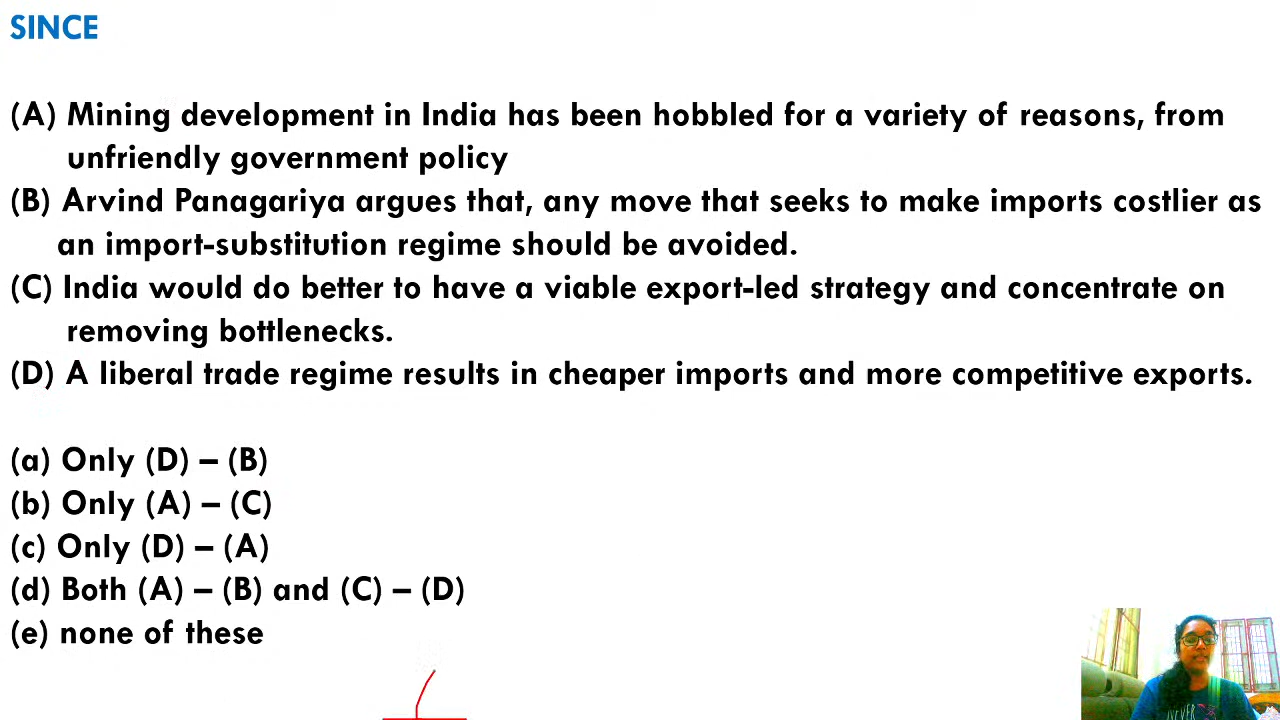 SINCE
(A) Mining development in India has been hobbled for a variety of reasons, from
unfriendly government policy
(B) Arvind Panagariya argues that, any move that seeks to make imports costlier as
an import-substitution regime should be avoided.
(C) India would do better to have a viable export-led strategy and concentrate on
removing bottlenecks.
(D) A liberal trade regime results in cheaper imports and more competitive exports.
(a) Only (D) – (B)
(b) Only (A) – (C)
(c) Only (D) – (A)
(d) Both (A) – (B) and (C) – (D)
(e) none of these